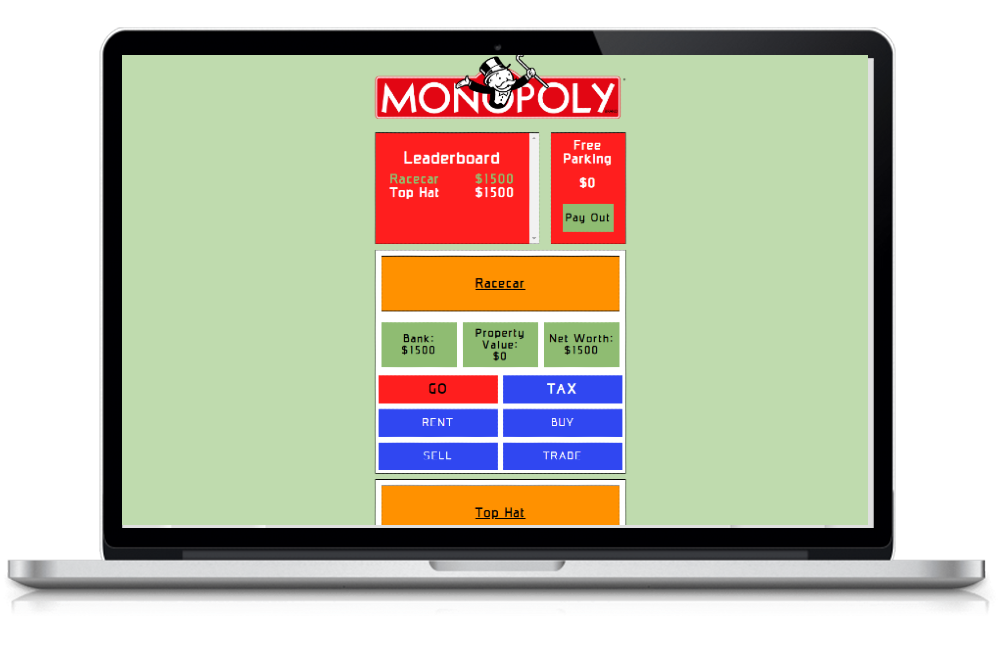 MONOPOLY
Leaderboard
Racecar $1500
Top Hat $1500
Free
Parking
$0
Pay Out
Racecar
Bank:
$1500
Property
Value:
$0
Net Worth:
$1500
GO
TAX
RENT
BUY
SELL
TRADE
Top Hat